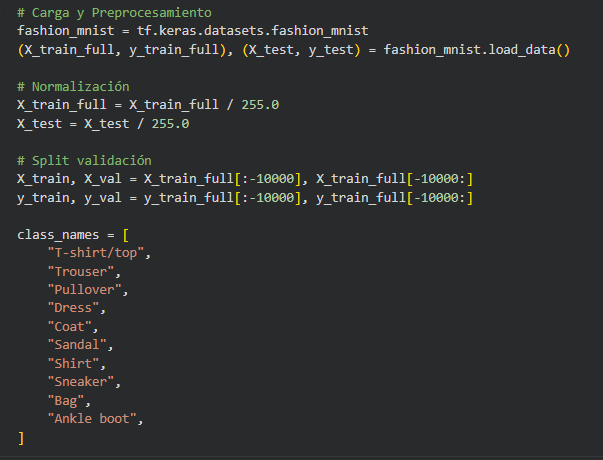 # Carga y Preprocesamiento
fashion_mnist = tf.keras.datasets.fashion_mnist
(X_train_full, y_train_full), (X_test, y_test) = fashion_mnist.load_data()

# Normalización
X_train_full = X_train_full / 255.0
X_test = X_test / 255.0

# Split validación
X_train, X_val = X_train_full[:-10000], X_train_full[-10000:]
y_train, y_val = y_train_full[:-10000], y_train_full[-10000:]

class_names = [
    "T-shirt/top",
    "Trouser",
    "Pullover",
    "Dress",
    "Coat",
    "Sandal",
    "Shirt",
    "Sneaker",
    "Bag",
    "Ankle boot",
]